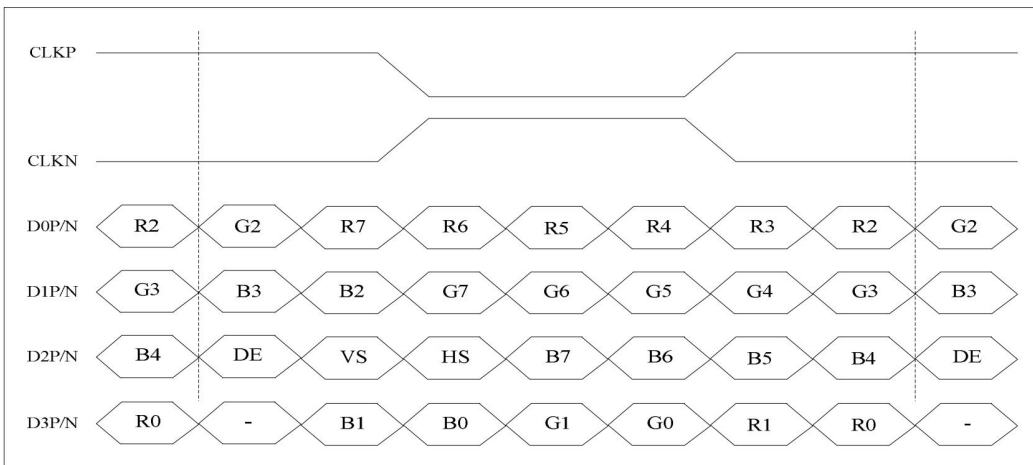 CLKP
CLKN
D0P/N R2 G2 R7 R6 R5 R4 R3 R2 G2
D1P/N G3 B3 B2 G7 G6 G5 G4 G3 B3
D2P/N B4 DE VS HS B7 B6 B5 B4 DE
D3P/N R0 - B1 B0 G1 G0 R1 R0 -